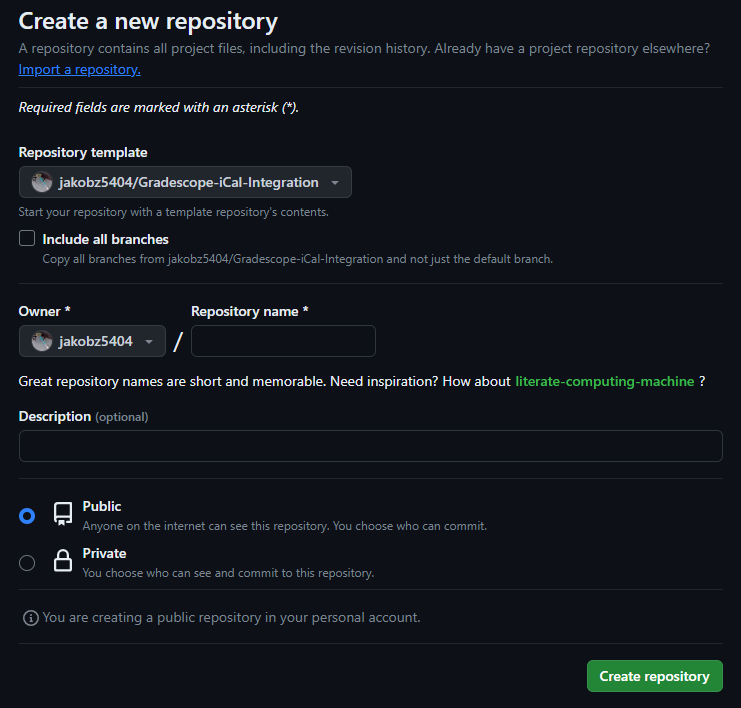 Create a new repository
A repository contains all project files, including the revision history. Already have a project repository elsewhere?
Import a repository.
Required fields are marked with an asterisk (*).
Repository template
jakobz5404/Gradescope-iCal-Integration
Start your repository with a template repository's contents.
Include all branches
Copy all branches from jakobz5404/Gradescope-iCal-Integration and not just the default branch.
Owner * Repository name *
jakobz5404 /
Great repository names are short and memorable. Need inspiration? How about literate-computing-machine ?
Description (optional)
Public
Anyone on the internet can see this repository. You choose who can commit.
Private
You choose who can see and commit to this repository.
You are creating a public repository in your personal account.
Create repository